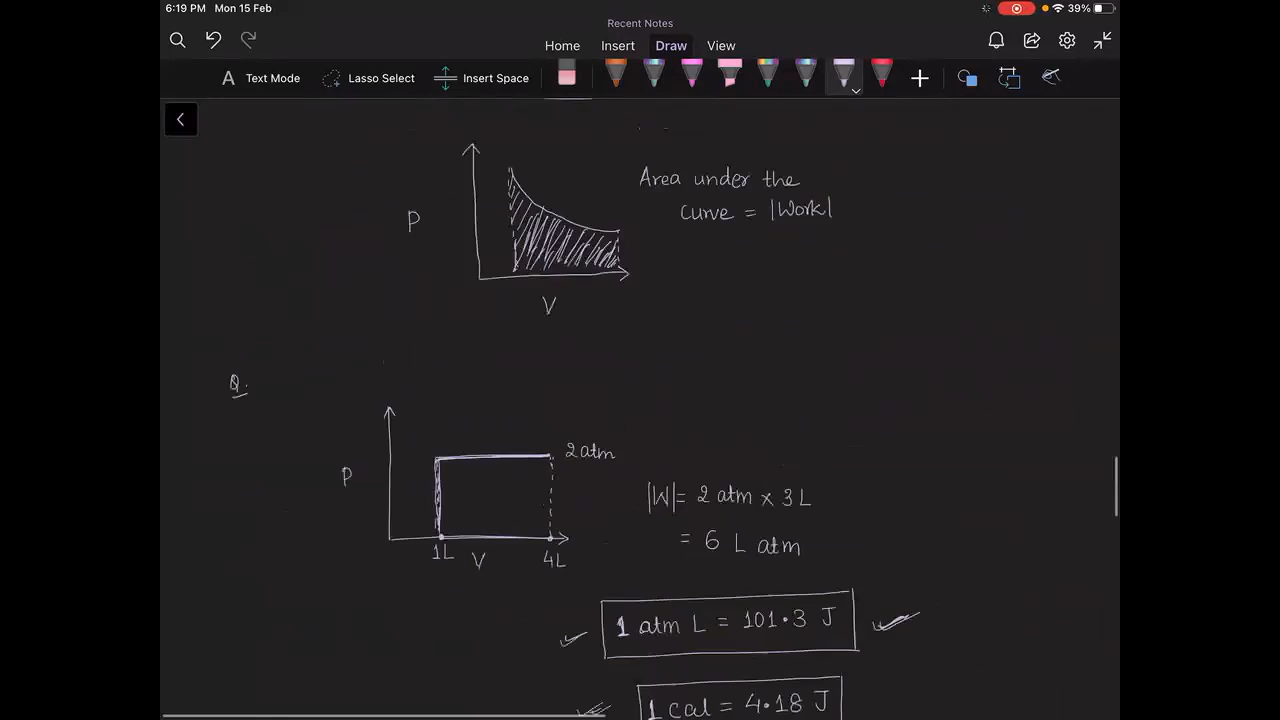 6:19 PM Mon 15 Feb
39%
Recent Notes
Home Insert Draw View
Text Mode Lasso Select Insert Space
P
V
Area under the
curve = |Work|
Q.
P
2 atm
1L V 4L
|W| = 2 atm × 3 L
= 6 L atm
1 atm L = 101.3 J
1 cal = 4.18 J